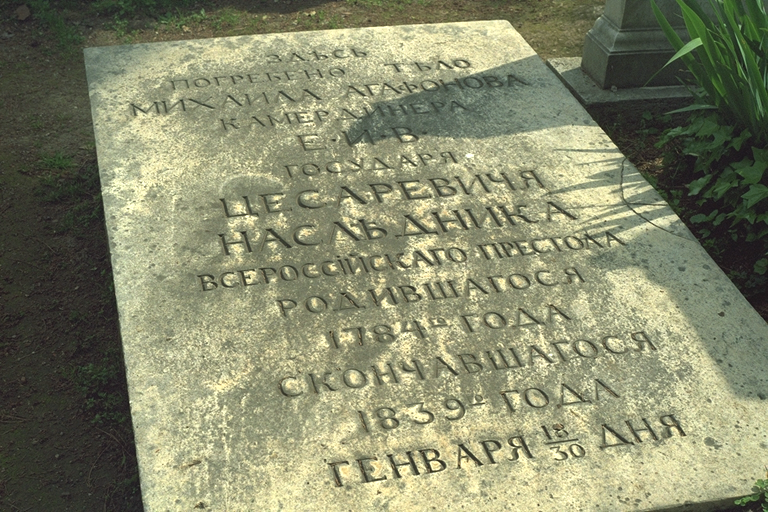 ЗДѢСЬ
ПОГРЕБЕНО ТѢЛО
МИХАИЛА АГАФОНОВА
КАМЕРДИНЕРА
Е·И·В·
ГОСУДАРЯ
ЦЕСАРЕВИЧЯ
НАСЛѢДНИКА
ВСЕРОССІЙСКАГО ПРЕСТОЛА
РОДИВШАГОСЯ
1784го ГОДА
СКОНЧАВШАГОСЯ
1839го ГОДА
ГЕНВАРЯ 18/30 ДНЯ